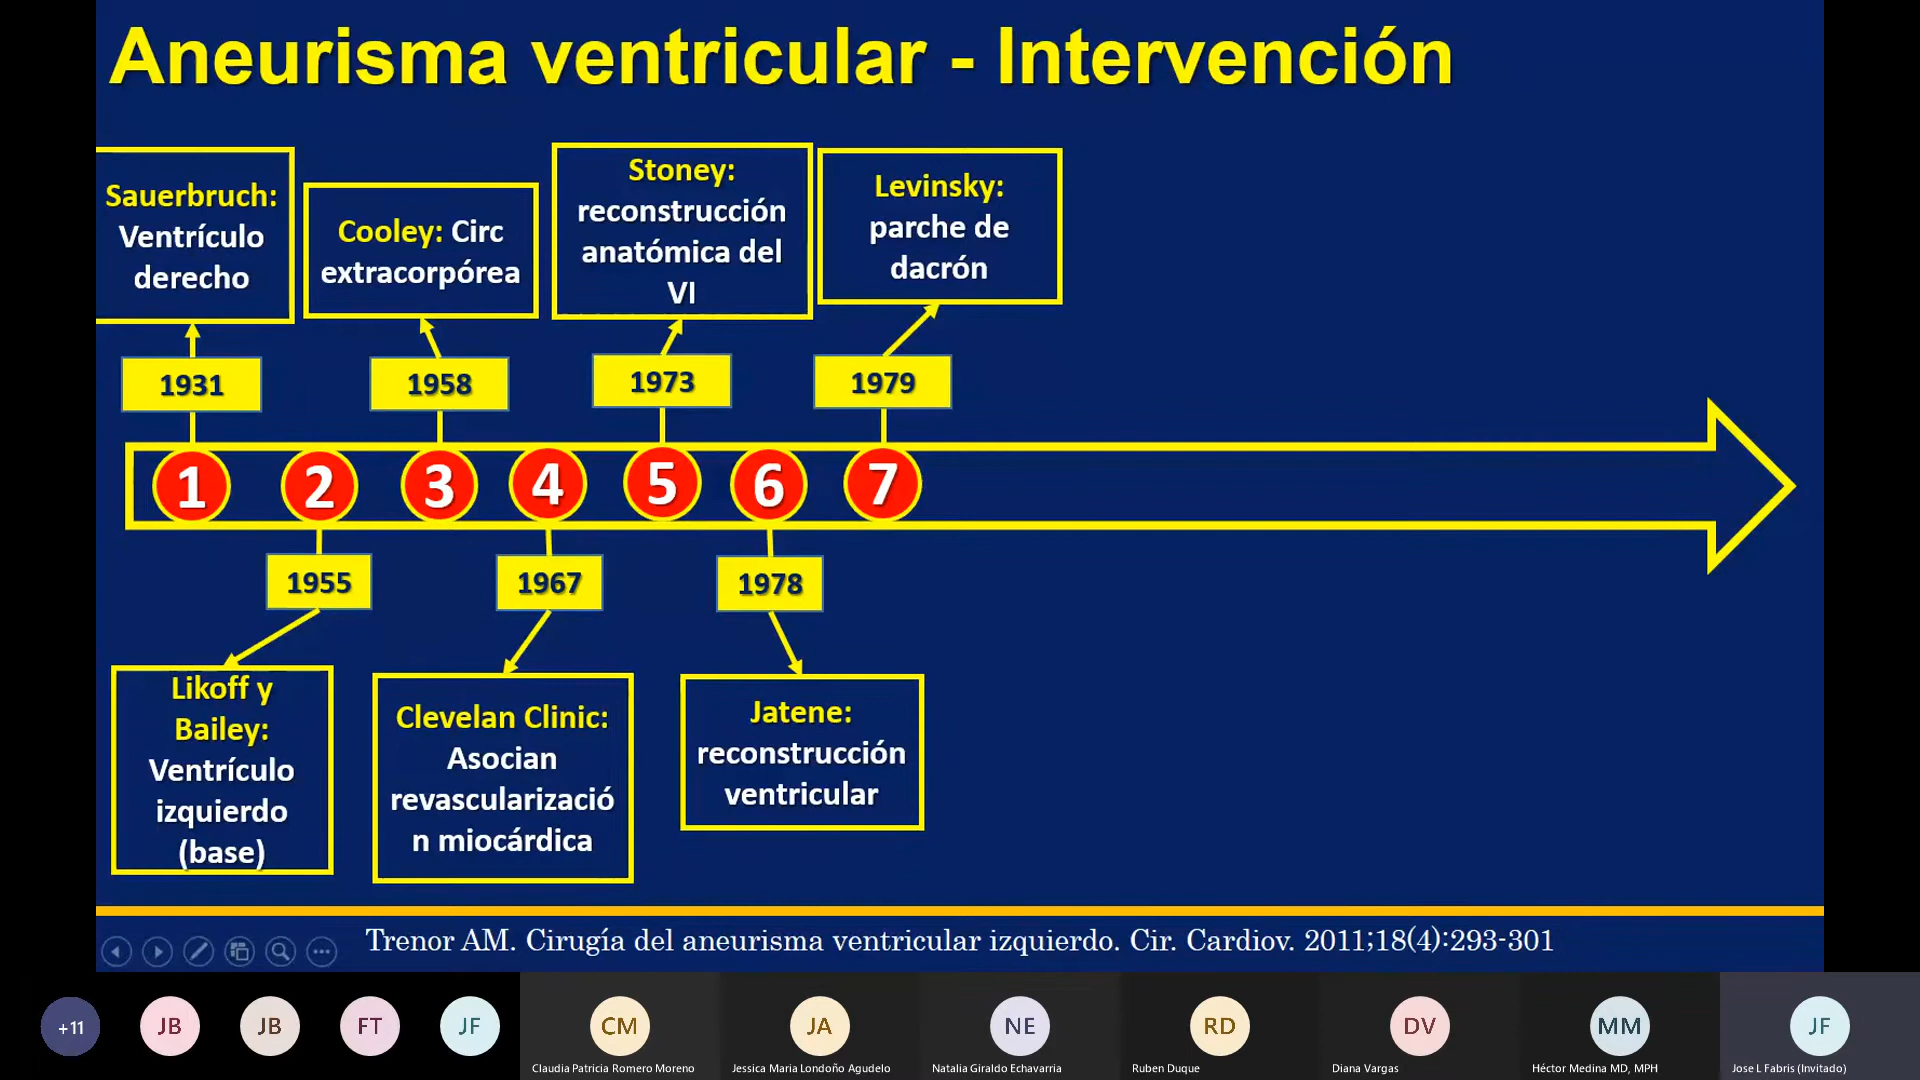 Aneurisma ventricular - Intervención
Sauerbruch:
Ventrículo
derecho
Cooley: Circ
extracorpórea
Stoney:
reconstrucción
anatómica del
VI
Levinsky:
parche de
dacrón
1931
1958
1973
1979
1
2
3
4
5
6
7
1955
1967
1978
Likoff y
Bailey:
Ventrículo
izquierdo
(base)
Clevelan Clinic:
Asocian
revascularizació
n miocárdica
Jatene:
reconstrucción
ventricular
Trenor AM. Cirugía del aneurisma ventricular izquierdo. Cir. Cardiov. 2011;18(4):293-301
+11
JB
JB
FT
JF
CM
JA
NE
RD
DV
MM
JF
Claudia Patricia Romero Moreno
Jessica Maria Londoño Agudelo
Natalia Giraldo Echavarria
Ruben Duque
Diana Vargas
Héctor Medina MD, MPH
Jose L Fabris (Invitado)